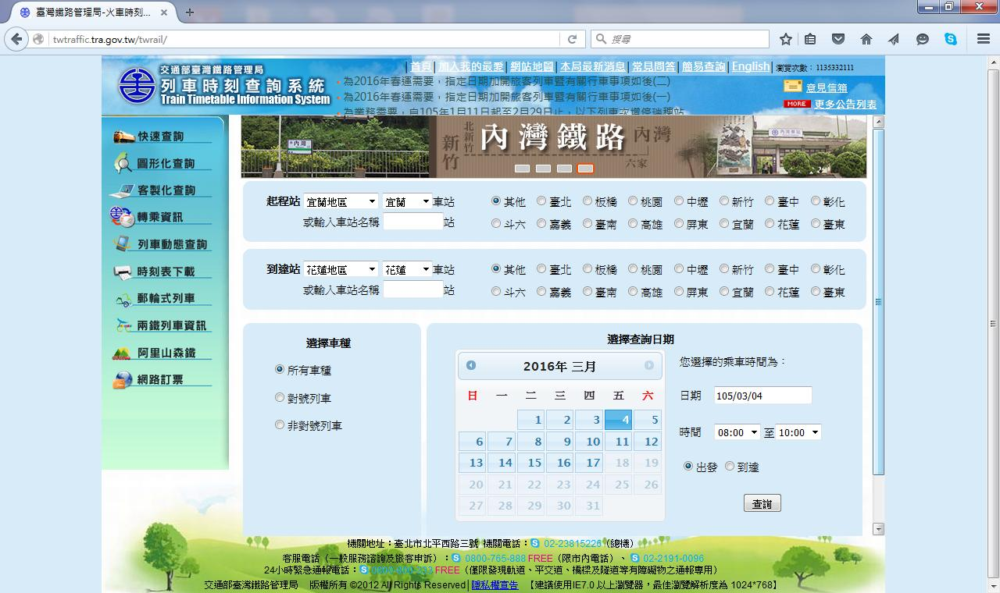 臺灣鐵路管理局-火車時刻...
twtraffic.tra.gov.tw/twrail/
搜尋
交通部臺灣鐵路管理局
列車時刻查詢系統
Train Timetable Information System
| 首頁 | 加入我的最愛 | 網站地圖 | 本局最新消息 | 常見問答 | 簡易查詢 | English | 瀏覽次數：1135332111
為2016年春運需要，指定日期加開旅客列車暨有關行車事項如後(二)
為2016年春運需要，指定日期加開旅客列車暨有關行車事項如後(一)
為業務需要，自105年1月11日起至2月29日止，以下列車次增停瑞穗站
意見信箱
MORE 更多公告列表
快速查詢
圖形化查詢
客製化查詢
轉乘資訊
列車動態查詢
時刻表下載
郵輪式列車
兩鐵列車資訊
阿里山森鐵
網路訂票
內灣
新竹
北新竹
內灣鐵路
內灣
六家
內灣車站
起程站 宜蘭地區 宜蘭 車站
或輸入車站名稱 站
其他 臺北 板橋 桃園 中壢 新竹 臺中 彰化
斗六 嘉義 臺南 高雄 屏東 宜蘭 花蓮 臺東
到達站 花蓮地區 花蓮 車站
或輸入車站名稱 站
其他 臺北 板橋 桃園 中壢 新竹 臺中 彰化
斗六 嘉義 臺南 高雄 屏東 宜蘭 花蓮 臺東
選擇車種
所有車種
對號列車
非對號列車
選擇查詢日期
2016年 三月
日 一 二 三 四 五 六
1 2 3 4 5
6 7 8 9 10 11 12
13 14 15 16 17 18 19
20 21 22 23 24 25 26
27 28 29 30 31
您選擇的乘車時間為：
日期 105/03/04
時間 08:00 至 10:00
出發 到達
查詢
機關地址：臺北市北平西路三號 機關電話： 02-23815226 (總機)
客服電話（一般服務諮詢及旅客申訴）： 0800-765-888 FREE（限市內電話）、 02-2191-0096
24小時緊急通報電話： 0800-800-333 FREE（僅限發現軌道、平交道、橋樑及隧道等有障礙物之通報專用）
交通部臺灣鐵路管理局 版權所有 ©2012 All Rights Reserved | 隱私權宣告 【建議使用IE7.0 以上瀏覽器，最佳瀏覽解析度為 1024*768】